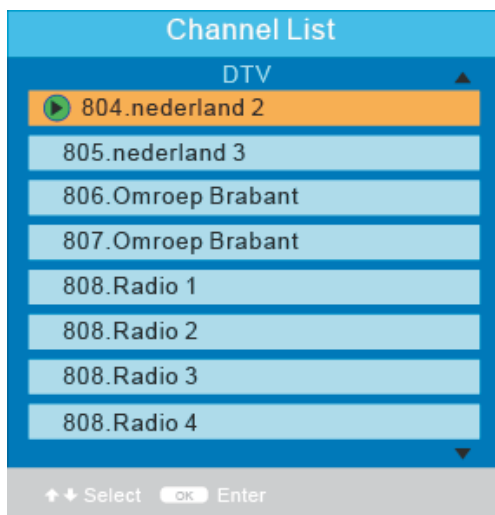 Channel List
DTV
804.nederland 2
805.nederland 3
806.Omroep Brabant
807.Omroep Brabant
808.Radio 1
808.Radio 2
808.Radio 3
808.Radio 4
Select OK Enter